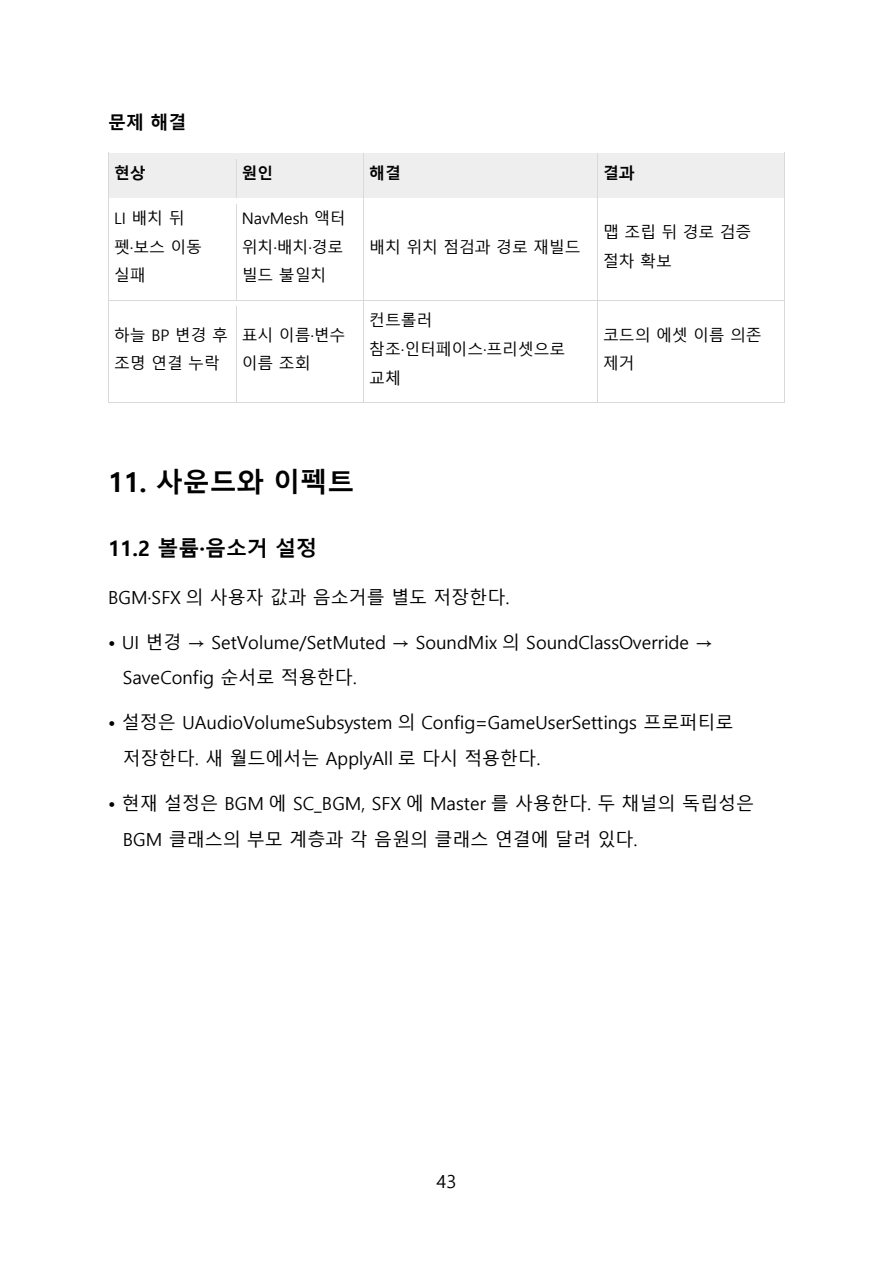 문제 해결
현상 원인 해결 결과
LI 배치 뒤
펫·보스 이동
실패
NavMesh 액터
위치·배치·경로
빌드 불일치
배치 위치 점검과 경로 재빌드
맵 조립 뒤 경로 검증
절차 확보
하늘 BP 변경 후
조명 연결 누락
표시 이름·변수
이름 조회
컨트롤러
참조·인터페이스·프리셋으로
교체
코드의 에셋 이름 의존
제거
11. 사운드와 이펙트
11.2 볼륨·음소거 설정
BGM·SFX 의 사용자 값과 음소거를 별도 저장한다.
• UI 변경 → SetVolume/SetMuted → SoundMix 의 SoundClassOverride →
SaveConfig 순서로 적용한다.
• 설정은 UAudioVolumeSubsystem 의 Config=GameUserSettings 프로퍼티로
저장한다. 새 월드에서는 ApplyAll 로 다시 적용한다.
• 현재 설정은 BGM 에 SC_BGM, SFX 에 Master 를 사용한다. 두 채널의 독립성은
BGM 클래스의 부모 계층과 각 음원의 클래스 연결에 달려 있다.
43